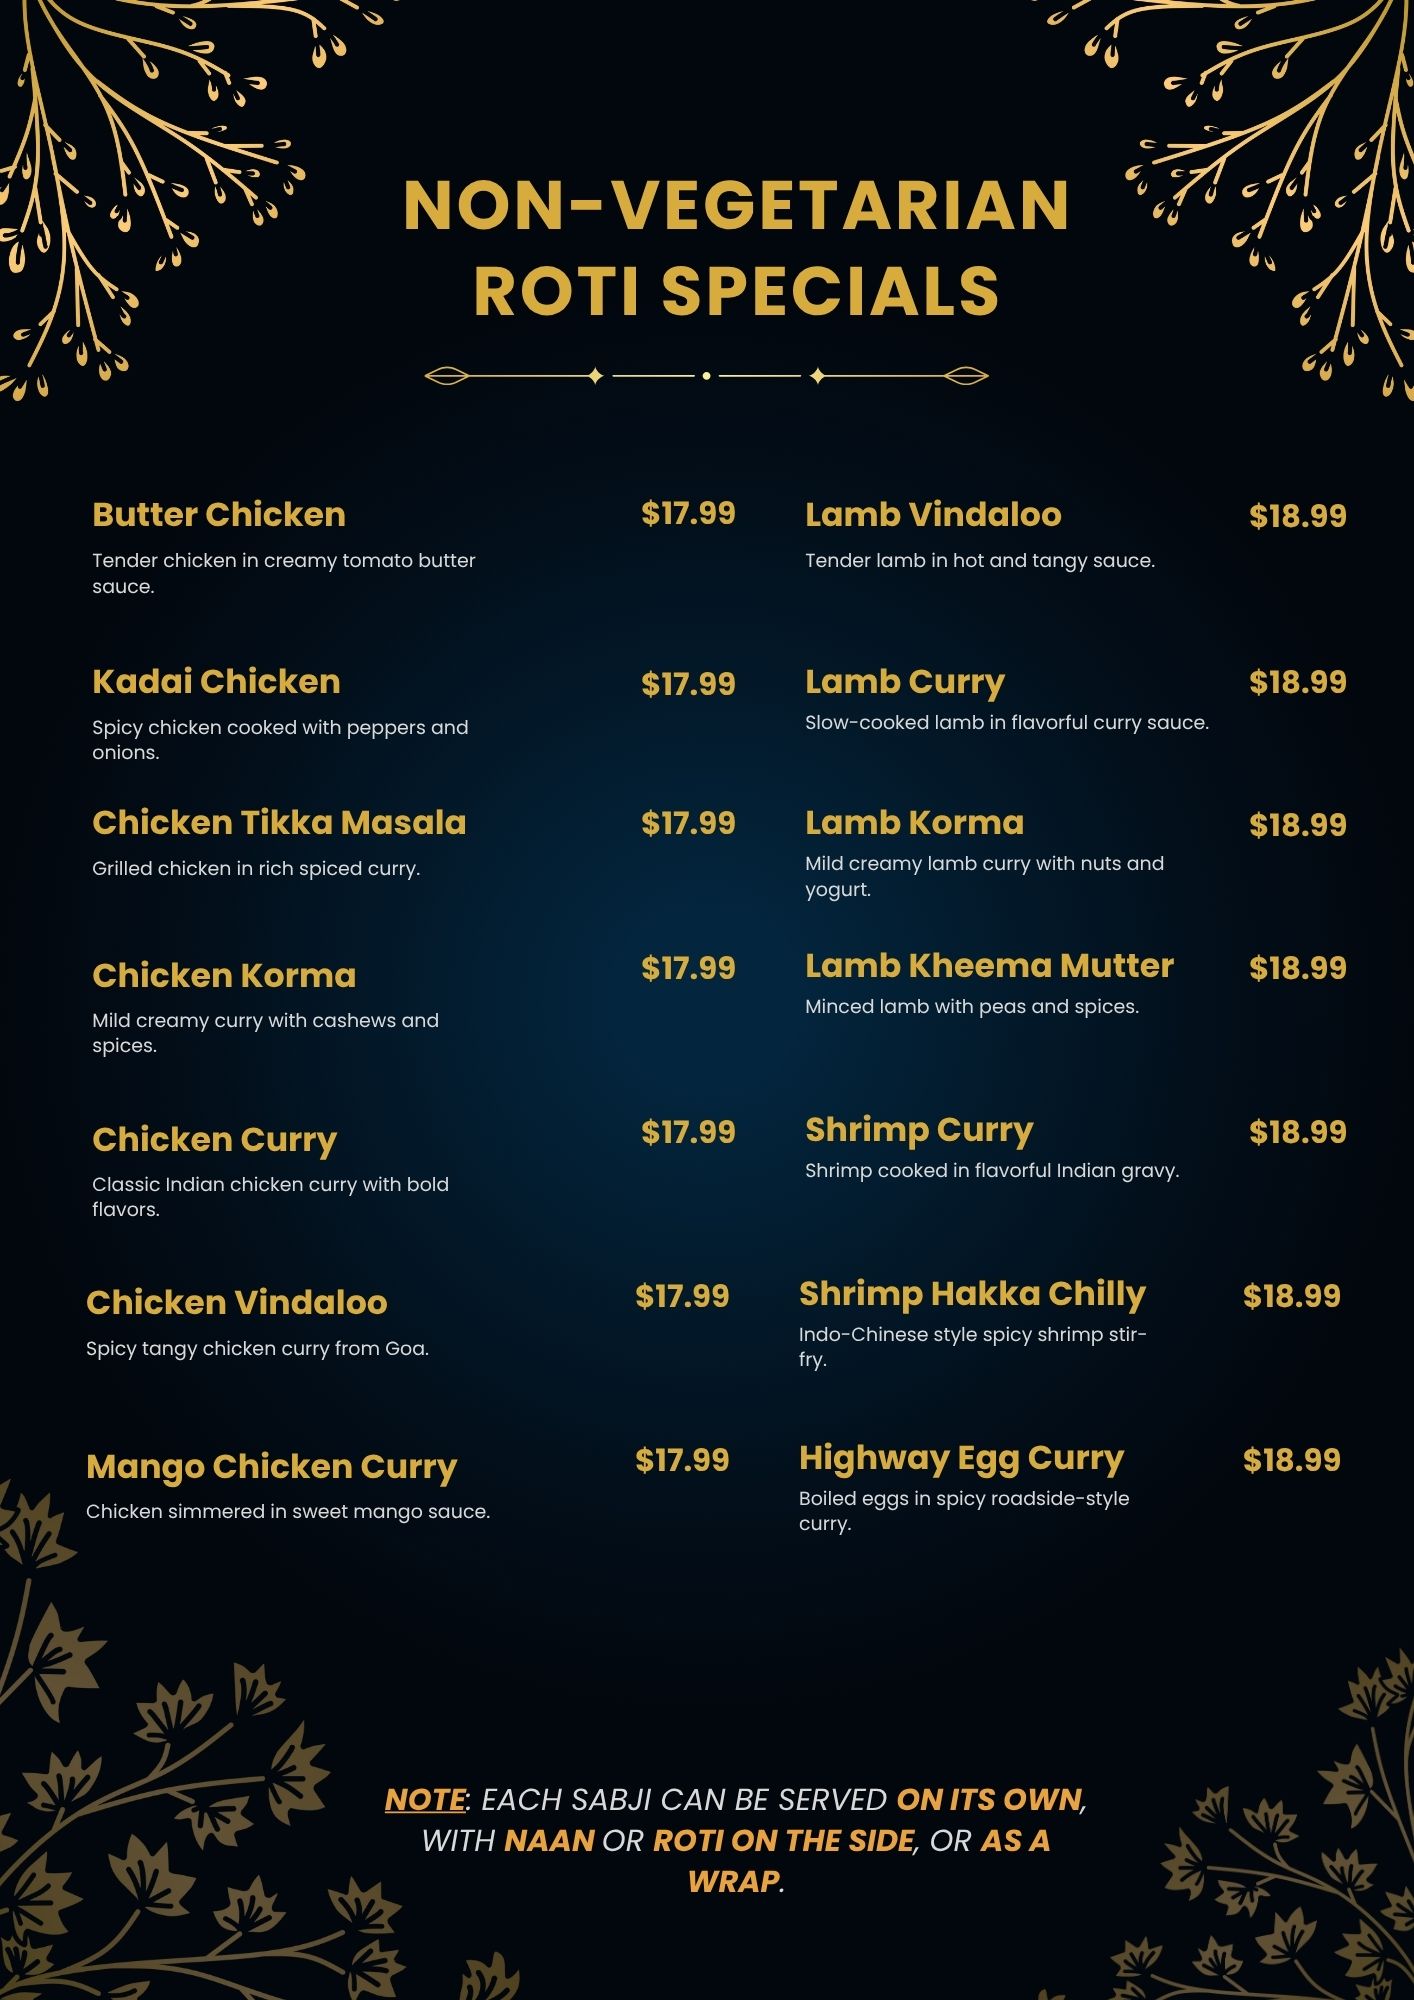 NON-VEGETARIAN
ROTI SPECIALS
Butter Chicken
$17.99
Tender chicken in creamy tomato butter
sauce.
Kadai Chicken
$17.99
Spicy chicken cooked with peppers and
onions.
Chicken Tikka Masala
$17.99
Grilled chicken in rich spiced curry.
Chicken Korma
$17.99
Mild creamy curry with cashews and
spices.
Chicken Curry
$17.99
Classic Indian chicken curry with bold
flavors.
Chicken Vindaloo
$17.99
Spicy tangy chicken curry from Goa.
Mango Chicken Curry
$17.99
Chicken simmered in sweet mango sauce.
Lamb Vindaloo
$18.99
Tender lamb in hot and tangy sauce.
Lamb Curry
$18.99
Slow-cooked lamb in flavorful curry sauce.
Lamb Korma
$18.99
Mild creamy lamb curry with nuts and
yogurt.
Lamb Kheema Mutter
$18.99
Minced lamb with peas and spices.
Shrimp Curry
$18.99
Shrimp cooked in flavorful Indian gravy.
Shrimp Hakka Chilly
$18.99
Indo-Chinese style spicy shrimp stir-
fry.
Highway Egg Curry
$18.99
Boiled eggs in spicy roadside-style
curry.
NOTE: EACH SABJI CAN BE SERVED ON ITS OWN,
WITH NAAN OR ROTI ON THE SIDE, OR AS A
WRAP.